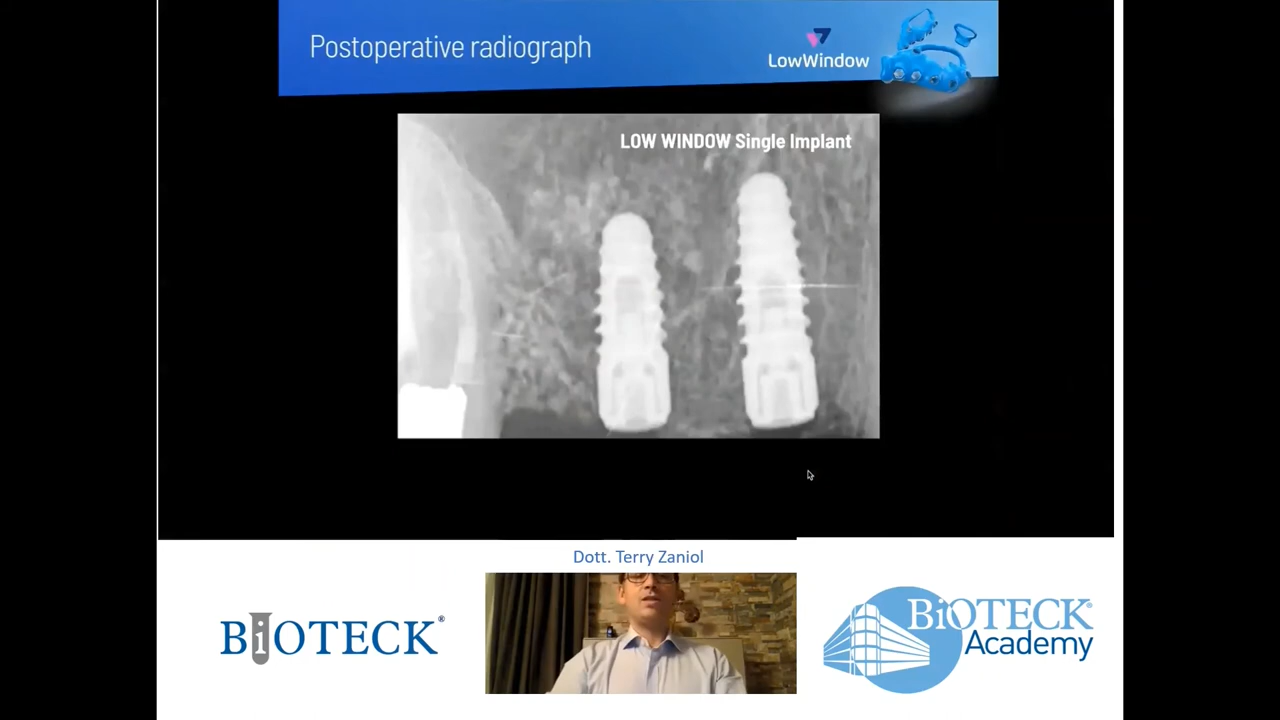 Postoperative radiograph
LowWindow
LOW WINDOW Single Implant
Dott. Terry Zaniol
BiOTECK®
BiOTECK®
Academy